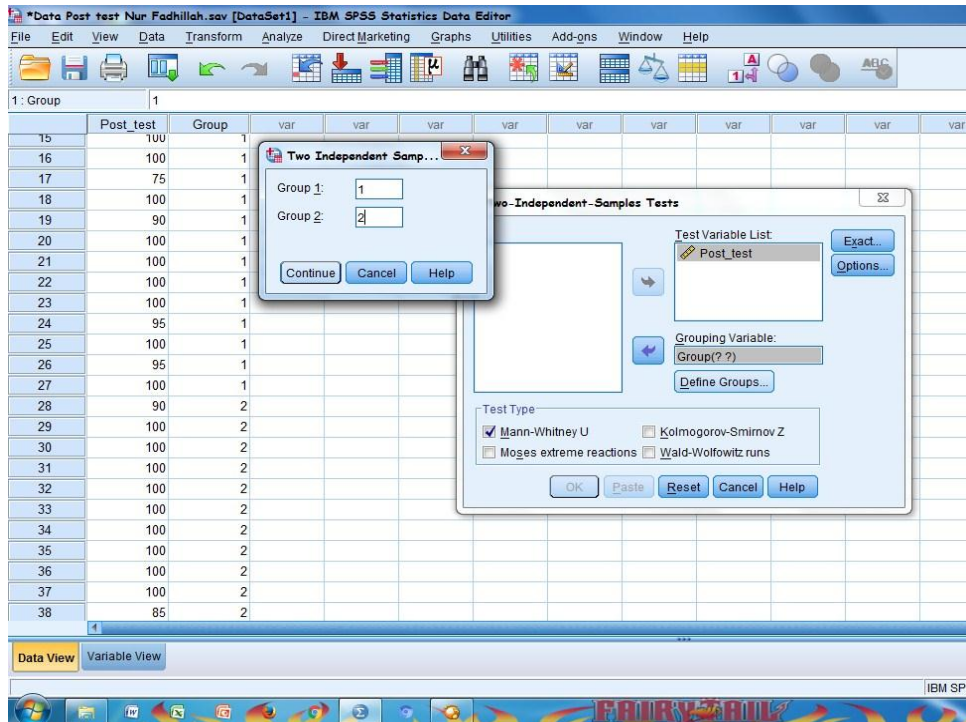 *Data Post test Nur Fadhillah.sav [DataSet1] - IBM SPSS Statistics Data Editor
File Edit View Data Transform Analyze Direct Marketing Graphs Utilities Add-ons Window Help
1 : Group 1
Post_test Group var var var var var var var var var var
15 100 1
16 100 1
17 75 1
18 100 1
19 90 1
20 100 1
21 100 1
22 100 1
23 100 1
24 95 1
25 100 1
26 95 1
27 100 1
28 90 2
29 100 2
30 100 2
31 100 2
32 100 2
33 100 2
34 100 2
35 100 2
36 100 2
37 100 2
38 85 2
Two Independent Samp...
Group 1: 1
Group 2: 2
Continue Cancel Help
wo-Independent-Samples Tests
Test Variable List:
Post_test
Exact...
Options...
Grouping Variable:
Group(? ?)
Define Groups...
Test Type
Mann-Whitney U Kolmogorov-Smirnov Z
Moses extreme reactions Wald-Wolfowitz runs
OK Paste Reset Cancel Help
Data View Variable View
IBM SP
FAIRY TAIL